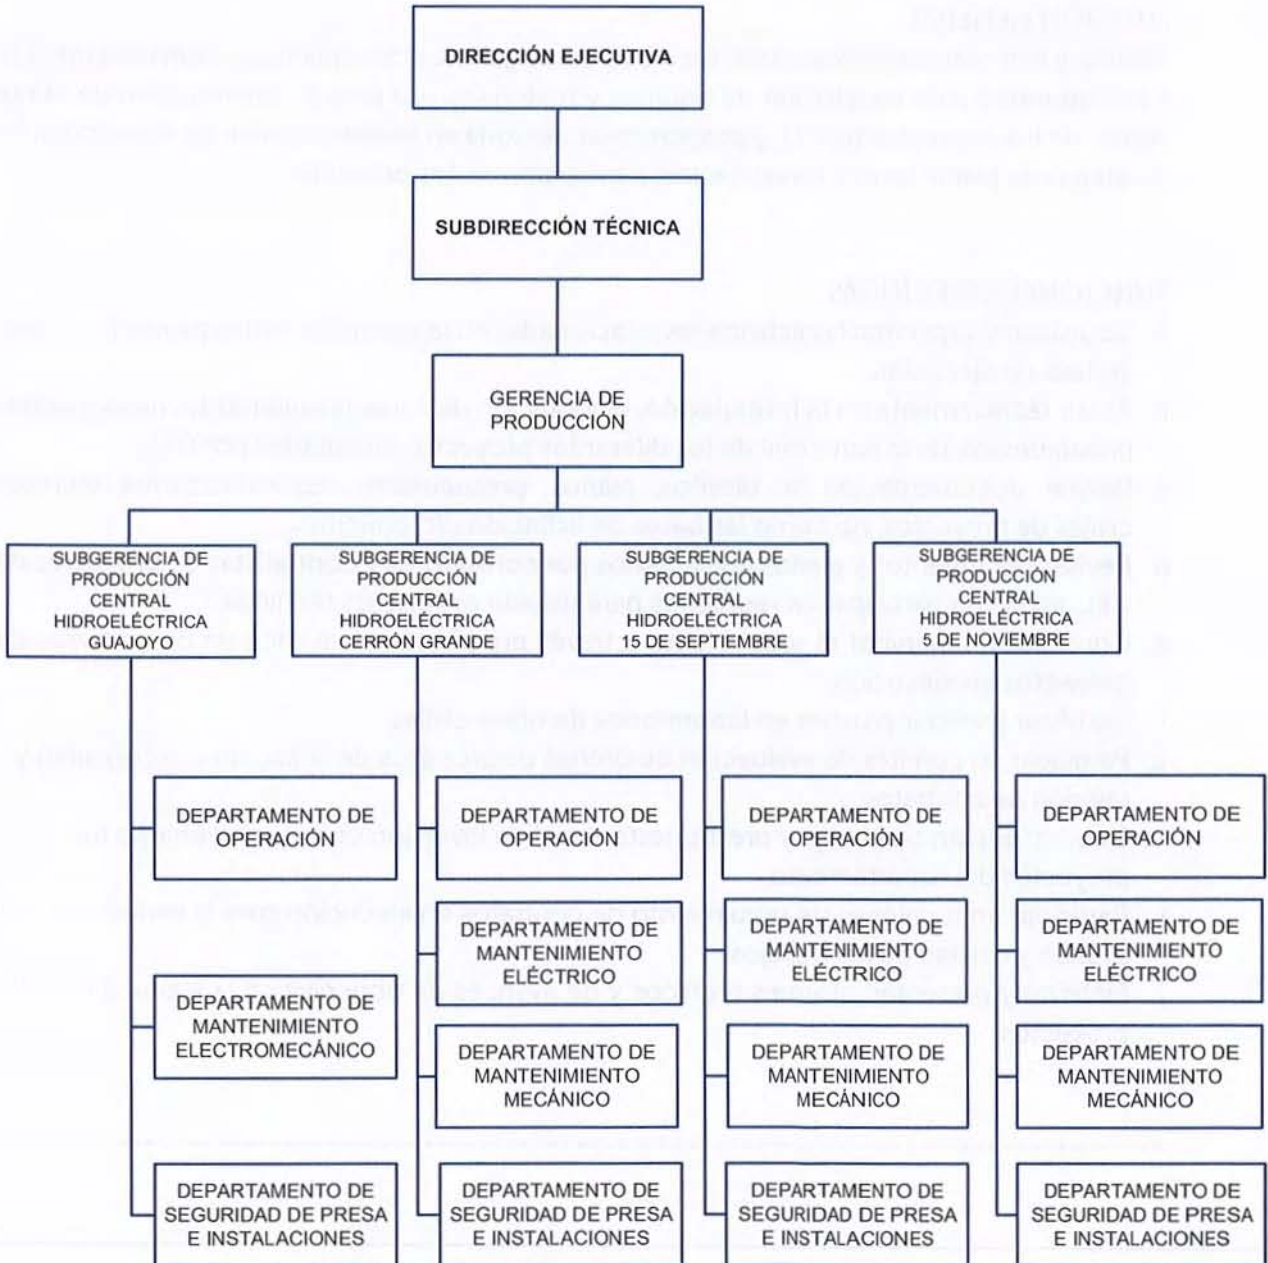 DIRECCIÓN EJECUTIVA
SUBDIRECCIÓN TÉCNICA
GERENCIA DE
PRODUCCIÓN
SUBGERENCIA DE
PRODUCCIÓN
CENTRAL
HIDROELÉCTRICA
GUAJOYO
SUBGERENCIA DE
PRODUCCIÓN
CENTRAL
HIDROELÉCTRICA
CERRÓN GRANDE
SUBGERENCIA DE
PRODUCCIÓN
CENTRAL
HIDROELÉCTRICA
15 DE SEPTIEMBRE
SUBGERENCIA DE
PRODUCCIÓN
CENTRAL
HIDROELÉCTRICA
5 DE NOVIEMBRE
DEPARTAMENTO DE
OPERACIÓN
DEPARTAMENTO DE
OPERACIÓN
DEPARTAMENTO DE
OPERACIÓN
DEPARTAMENTO DE
OPERACIÓN
DEPARTAMENTO DE
MANTENIMIENTO
ELECTROMECÁNICO
DEPARTAMENTO DE
MANTENIMIENTO
ELÉCTRICO
DEPARTAMENTO DE
MANTENIMIENTO
ELÉCTRICO
DEPARTAMENTO DE
MANTENIMIENTO
ELÉCTRICO
DEPARTAMENTO DE
MANTENIMIENTO
MECÁNICO
DEPARTAMENTO DE
MANTENIMIENTO
MECÁNICO
DEPARTAMENTO DE
MANTENIMIENTO
MECÁNICO
DEPARTAMENTO DE
SEGURIDAD DE PRESA
E INSTALACIONES
DEPARTAMENTO DE
SEGURIDAD DE PRESA
E INSTALACIONES
DEPARTAMENTO DE
SEGURIDAD DE PRESA
E INSTALACIONES
DEPARTAMENTO DE
SEGURIDAD DE PRESA
E INSTALACIONES